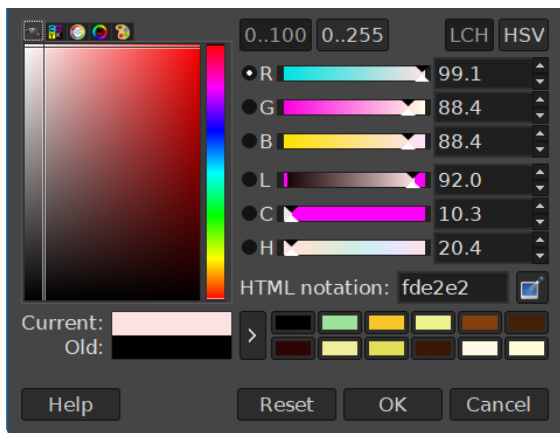 0..100 0..255 LCH HSV
R 99.1
G 88.4
B 88.4
L 92.0
C 10.3
H 20.4
HTML notation: fde2e2
Current:
Old:
>
Help Reset OK Cancel